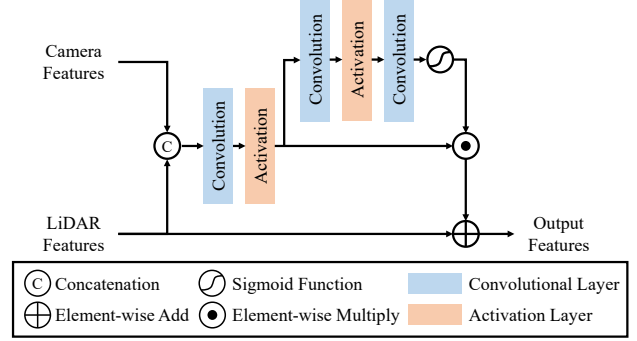 Camera
Features
C
Convolution
Activation
Convolution
Activation
Convolution
LiDAR
Features
Output
Features
C Concatenation
Sigmoid Function
Convolutional Layer
Element-wise Add
Element-wise Multiply
Activation Layer